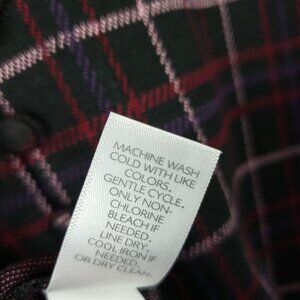 MACHINE WASH
COLD WITH LIKE
COLORS.
GENTLE CYCLE.
ONLY NON-
CHLORINE
BLEACH IF
NEEDED.
LINE DRY.
COOL IRON IF
NEEDED.
OR DRY CLEAN.